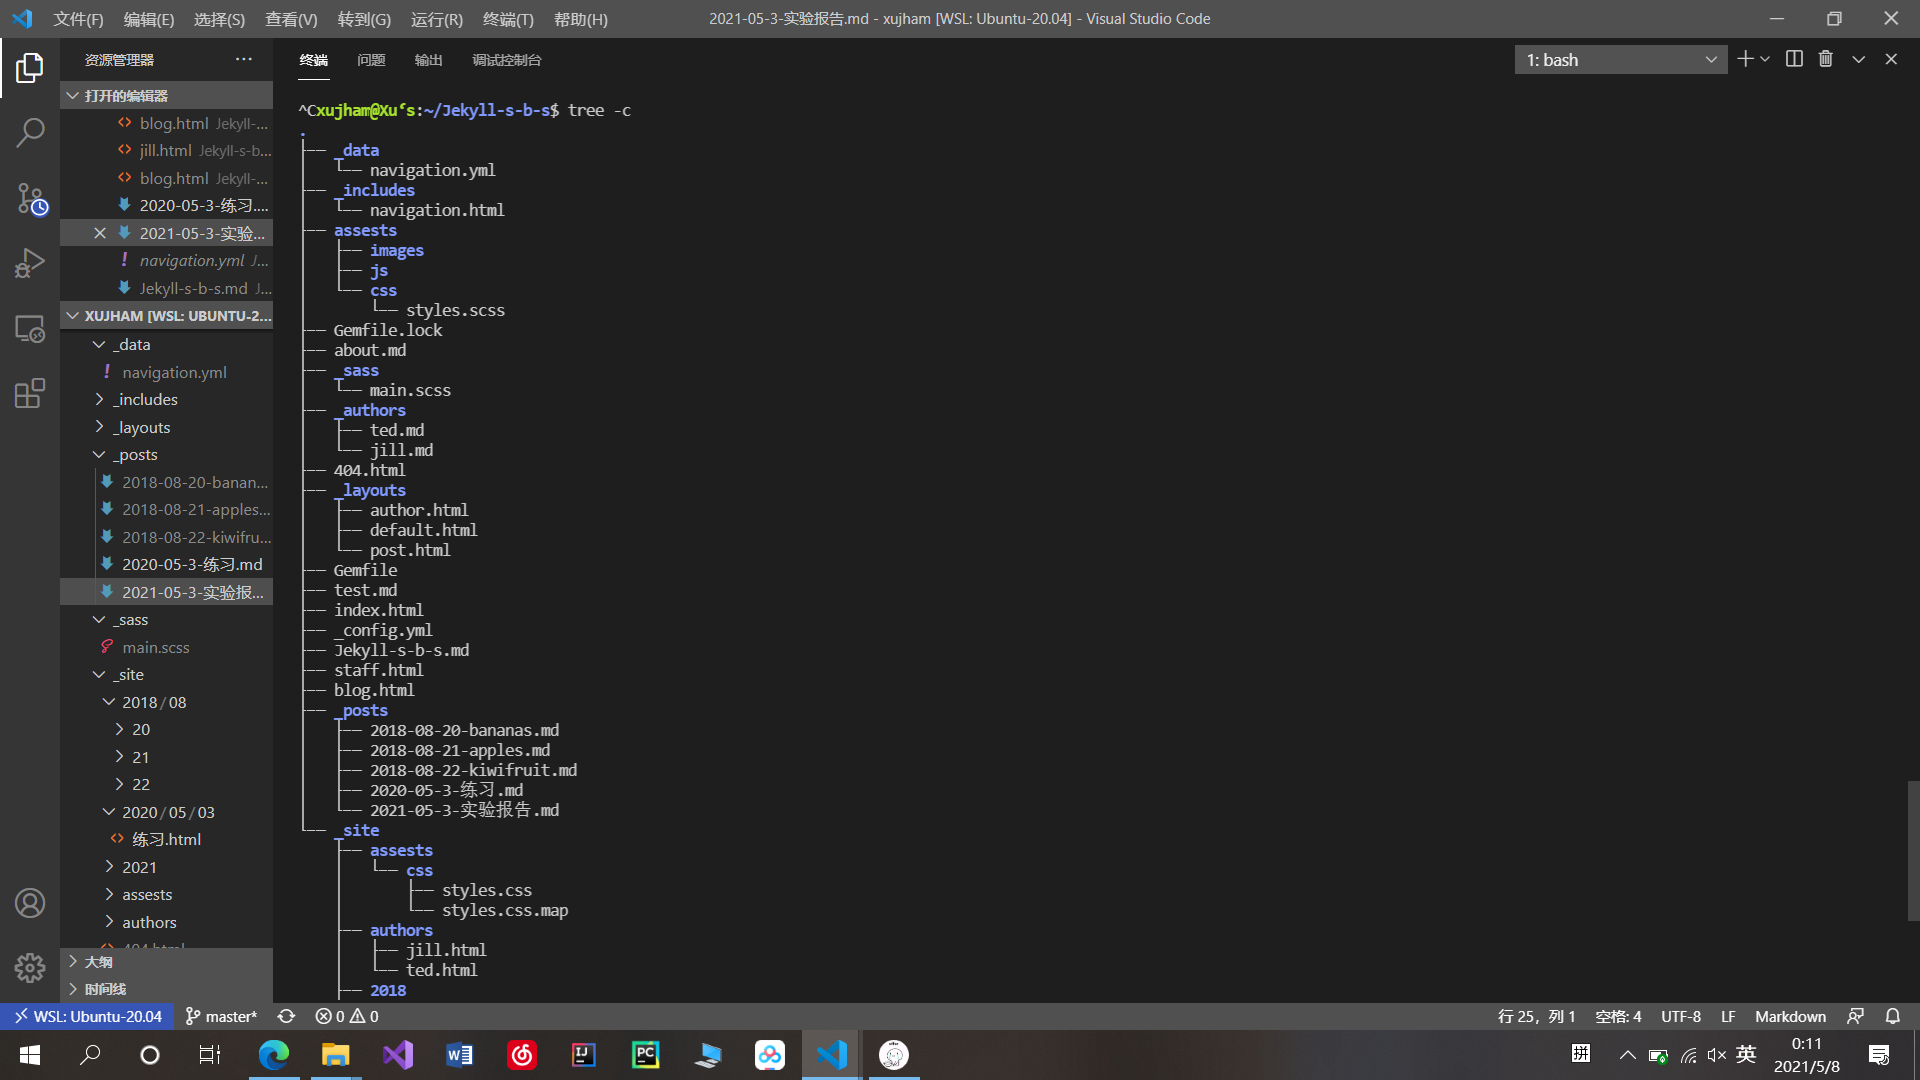 文件(F) 编辑(E) 选择(S) 查看(V) 转到(G) 运行(R) 终端(T) 帮助(H)
2021-05-3-实验报告.md - xujham [WSL: Ubuntu-20.04] - Visual Studio Code
资源管理器
打开的编辑器
blog.html Jekyll-...
jill.html Jekyll-s-b...
blog.html Jekyll-...
2020-05-3-练习....
2021-05-3-实验...
! navigation.yml J...
Jekyll-s-b-s.md J...
XUJHAM [WSL: UBUNTU-2...
_data
! navigation.yml
_includes
_layouts
_posts
2018-08-20-banan...
2018-08-21-apples...
2018-08-22-kiwifru...
2020-05-3-练习.md
2021-05-3-实验报...
_sass
main.scss
_site
2018/08
20
21
22
2020/05/03
练习.html
2021
assests
authors
404.html
大纲
时间线
终端 问题 输出 调试控制台
1: bash
^Cxujham@Xu‘s:~/Jekyll-s-b-s$ tree -c
.
├── _data
│   └── navigation.yml
├── _includes
│   └── navigation.html
├── assests
│   ├── images
│   ├── js
│   └── css
│       └── styles.scss
├── Gemfile.lock
├── about.md
├── _sass
│   └── main.scss
├── _authors
│   ├── ted.md
│   └── jill.md
├── 404.html
├── _layouts
│   ├── author.html
│   ├── default.html
│   └── post.html
├── Gemfile
├── test.md
├── index.html
├── _config.yml
├── Jekyll-s-b-s.md
├── staff.html
├── blog.html
├── _posts
│   ├── 2018-08-20-bananas.md
│   ├── 2018-08-21-apples.md
│   ├── 2018-08-22-kiwifruit.md
│   ├── 2020-05-3-练习.md
│   └── 2021-05-3-实验报告.md
└── _site
    ├── assests
    │   └── css
    │       ├── styles.css
    │       └── styles.css.map
    ├── authors
    │   ├── jill.html
    │   └── ted.html
    ├── 2018
WSL: Ubuntu-20.04 master* 0 0
行 25，列 1 空格: 4 UTF-8 LF Markdown
拼 英
0:11
2021/5/8